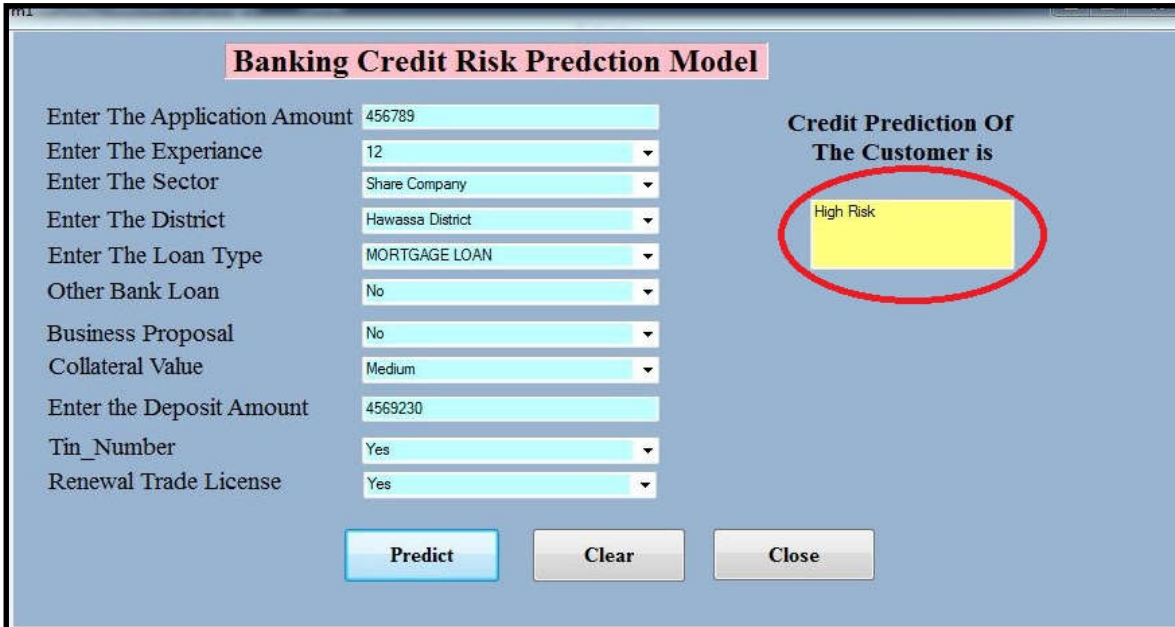 m1
Banking Credit Risk Predction Model
Enter The Application Amount 456789
Enter The Experiance 12
Enter The Sector Share Company
Enter The District Hawassa District
Enter The Loan Type MORTGAGE LOAN
Other Bank Loan No
Business Proposal No
Collateral Value Medium
Enter the Deposit Amount 4569230
Tin_Number Yes
Renewal Trade License Yes
Predict Clear Close
Credit Prediction Of
The Customer is
High Risk